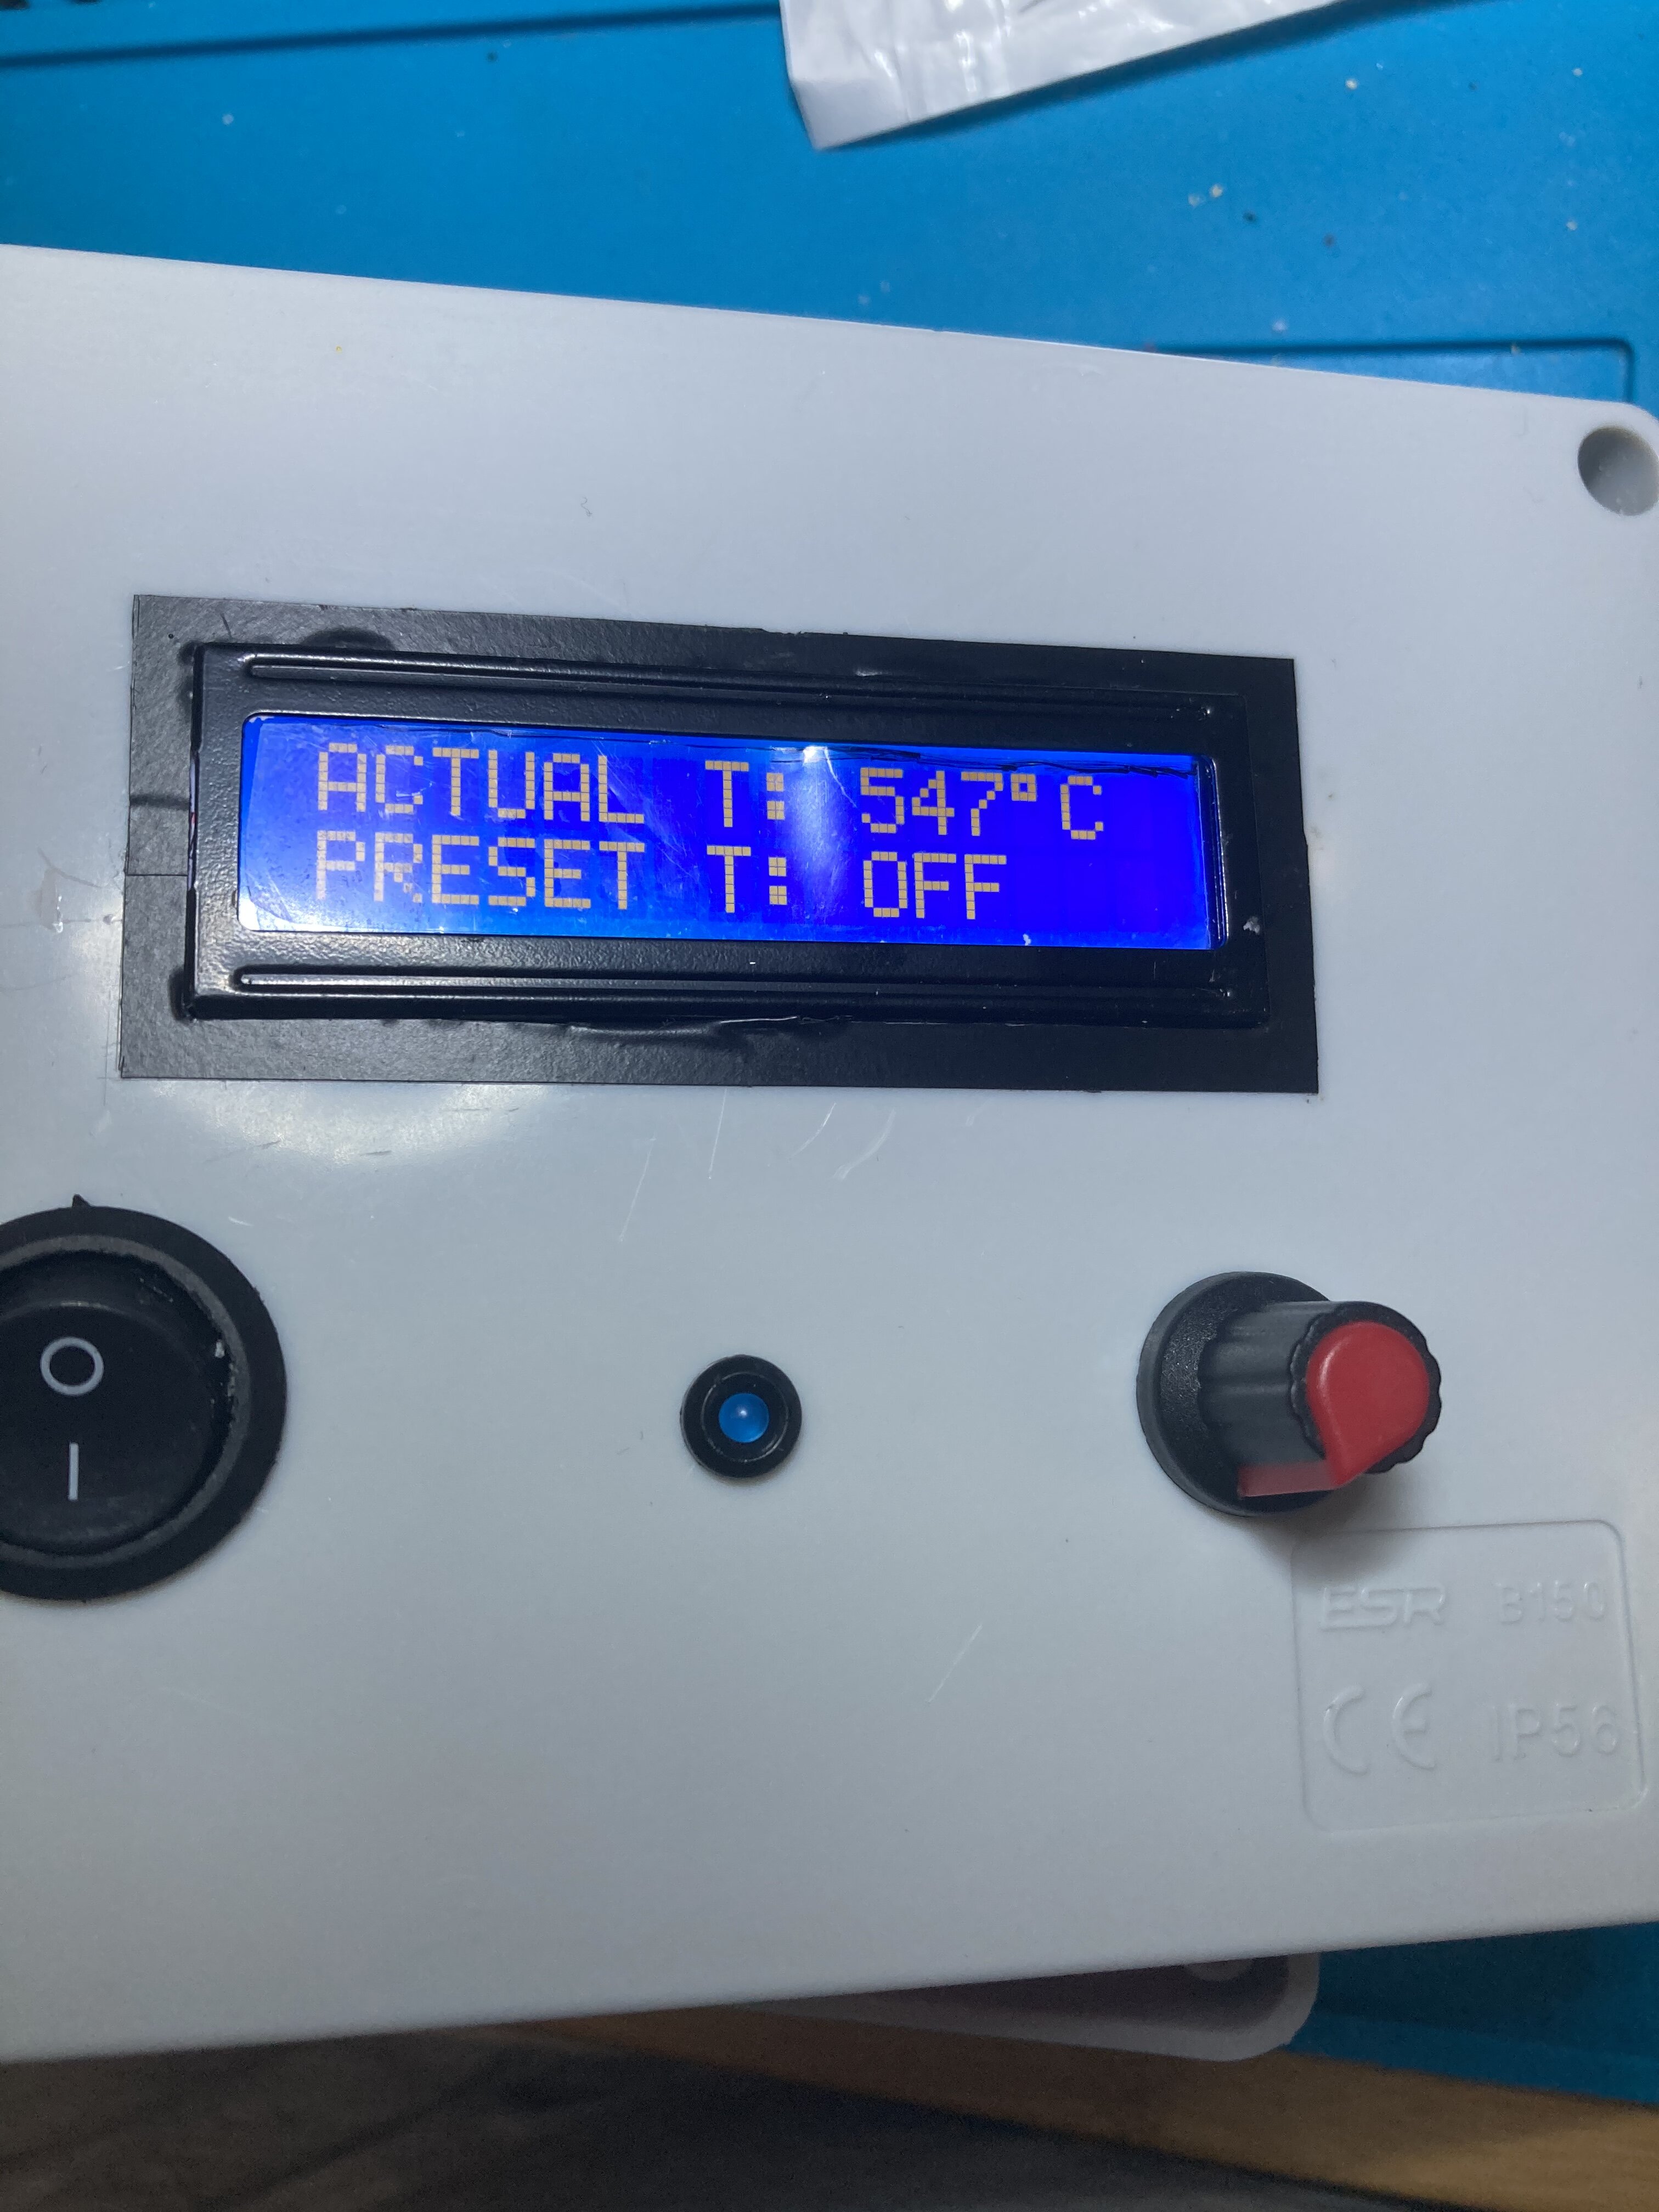 ACTUAL T: 547°C
PRESET T: OFF
O
I
ESR B150
CE IP56